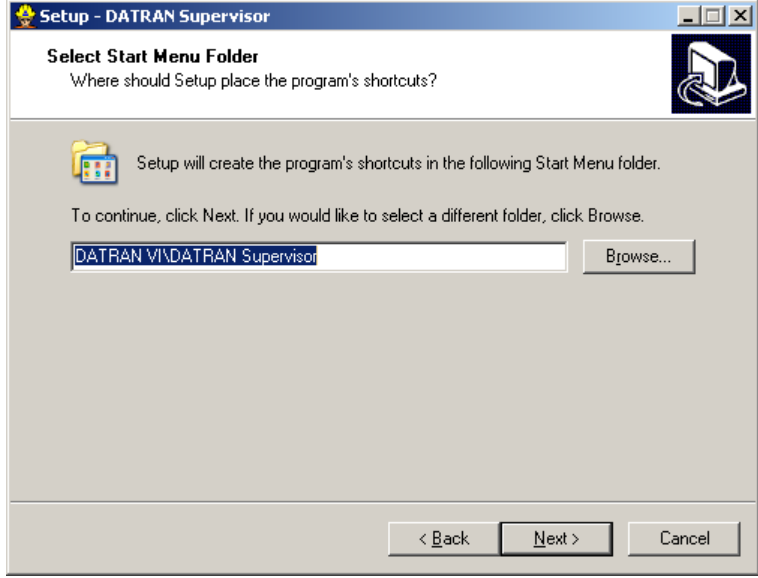 Setup - DATRAN Supervisor
Select Start Menu Folder
Where should Setup place the program's shortcuts?
Setup will create the program's shortcuts in the following Start Menu folder.
To continue, click Next. If you would like to select a different folder, click Browse.
DATRAN VI\DATRAN Supervisor
Browse...
< Back
Next >
Cancel